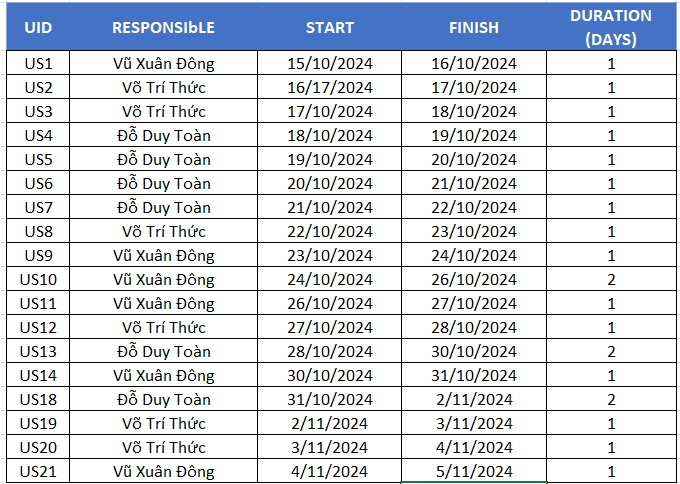 UID RESPONSIbLE START FINISH DURATION (DAYS)
US1 Vũ Xuân Đông 15/10/2024 16/10/2024 1
US2 Võ Trí Thức 16/17/2024 17/10/2024 1
US3 Võ Trí Thức 17/10/2024 18/10/2024 1
US4 Đỗ Duy Toàn 18/10/2024 19/10/2024 1
US5 Đỗ Duy Toàn 19/10/2024 20/10/2024 1
US6 Đỗ Duy Toàn 20/10/2024 21/10/2024 1
US7 Đỗ Duy Toàn 21/10/2024 22/10/2024 1
US8 Võ Trí Thức 22/10/2024 23/10/2024 1
US9 Vũ Xuân Đông 23/10/2024 24/10/2024 1
US10 Vũ Xuân Đông 24/10/2024 26/10/2024 2
US11 Vũ Xuân Đông 26/10/2024 27/10/2024 1
US12 Võ Trí Thức 27/10/2024 28/10/2024 1
US13 Đỗ Duy Toàn 28/10/2024 30/10/2024 2
US14 Vũ Xuân Đông 30/10/2024 31/10/2024 1
US18 Đỗ Duy Toàn 31/10/2024 2/11/2024 2
US19 Võ Trí Thức 2/11/2024 3/11/2024 1
US20 Võ Trí Thức 3/11/2024 4/11/2024 1
US21 Vũ Xuân Đông 4/11/2024 5/11/2024 1